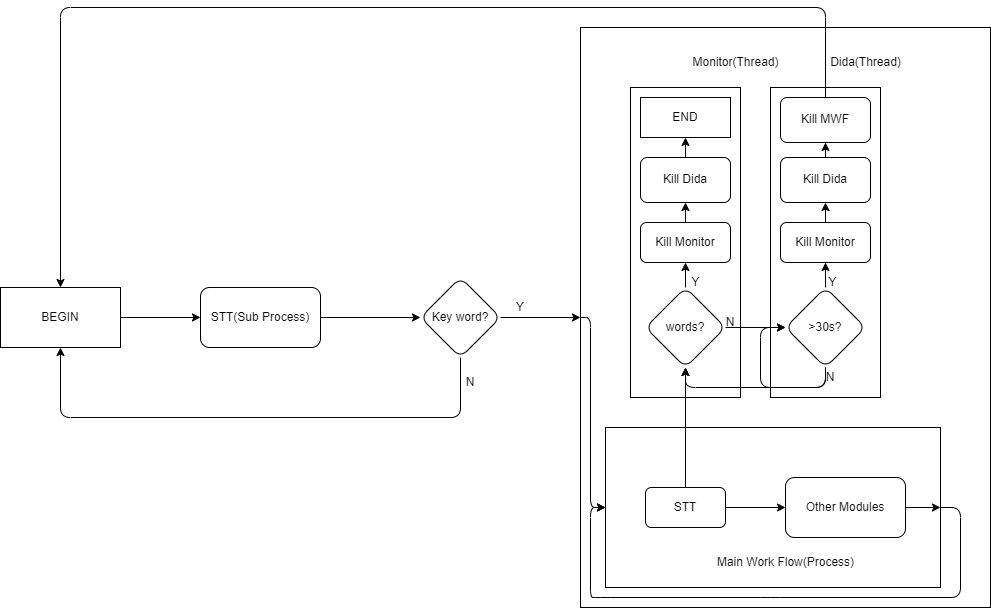 Monitor(Thread)
Dida(Thread)
END
Kill MWF
Kill Dida
Kill Dida
Kill Monitor
Kill Monitor
Y
Y
BEGIN
STT(Sub Process)
Key word?
Y
words?
N
>30s?
N
N
STT
Other Modules
Main Work Flow(Process)